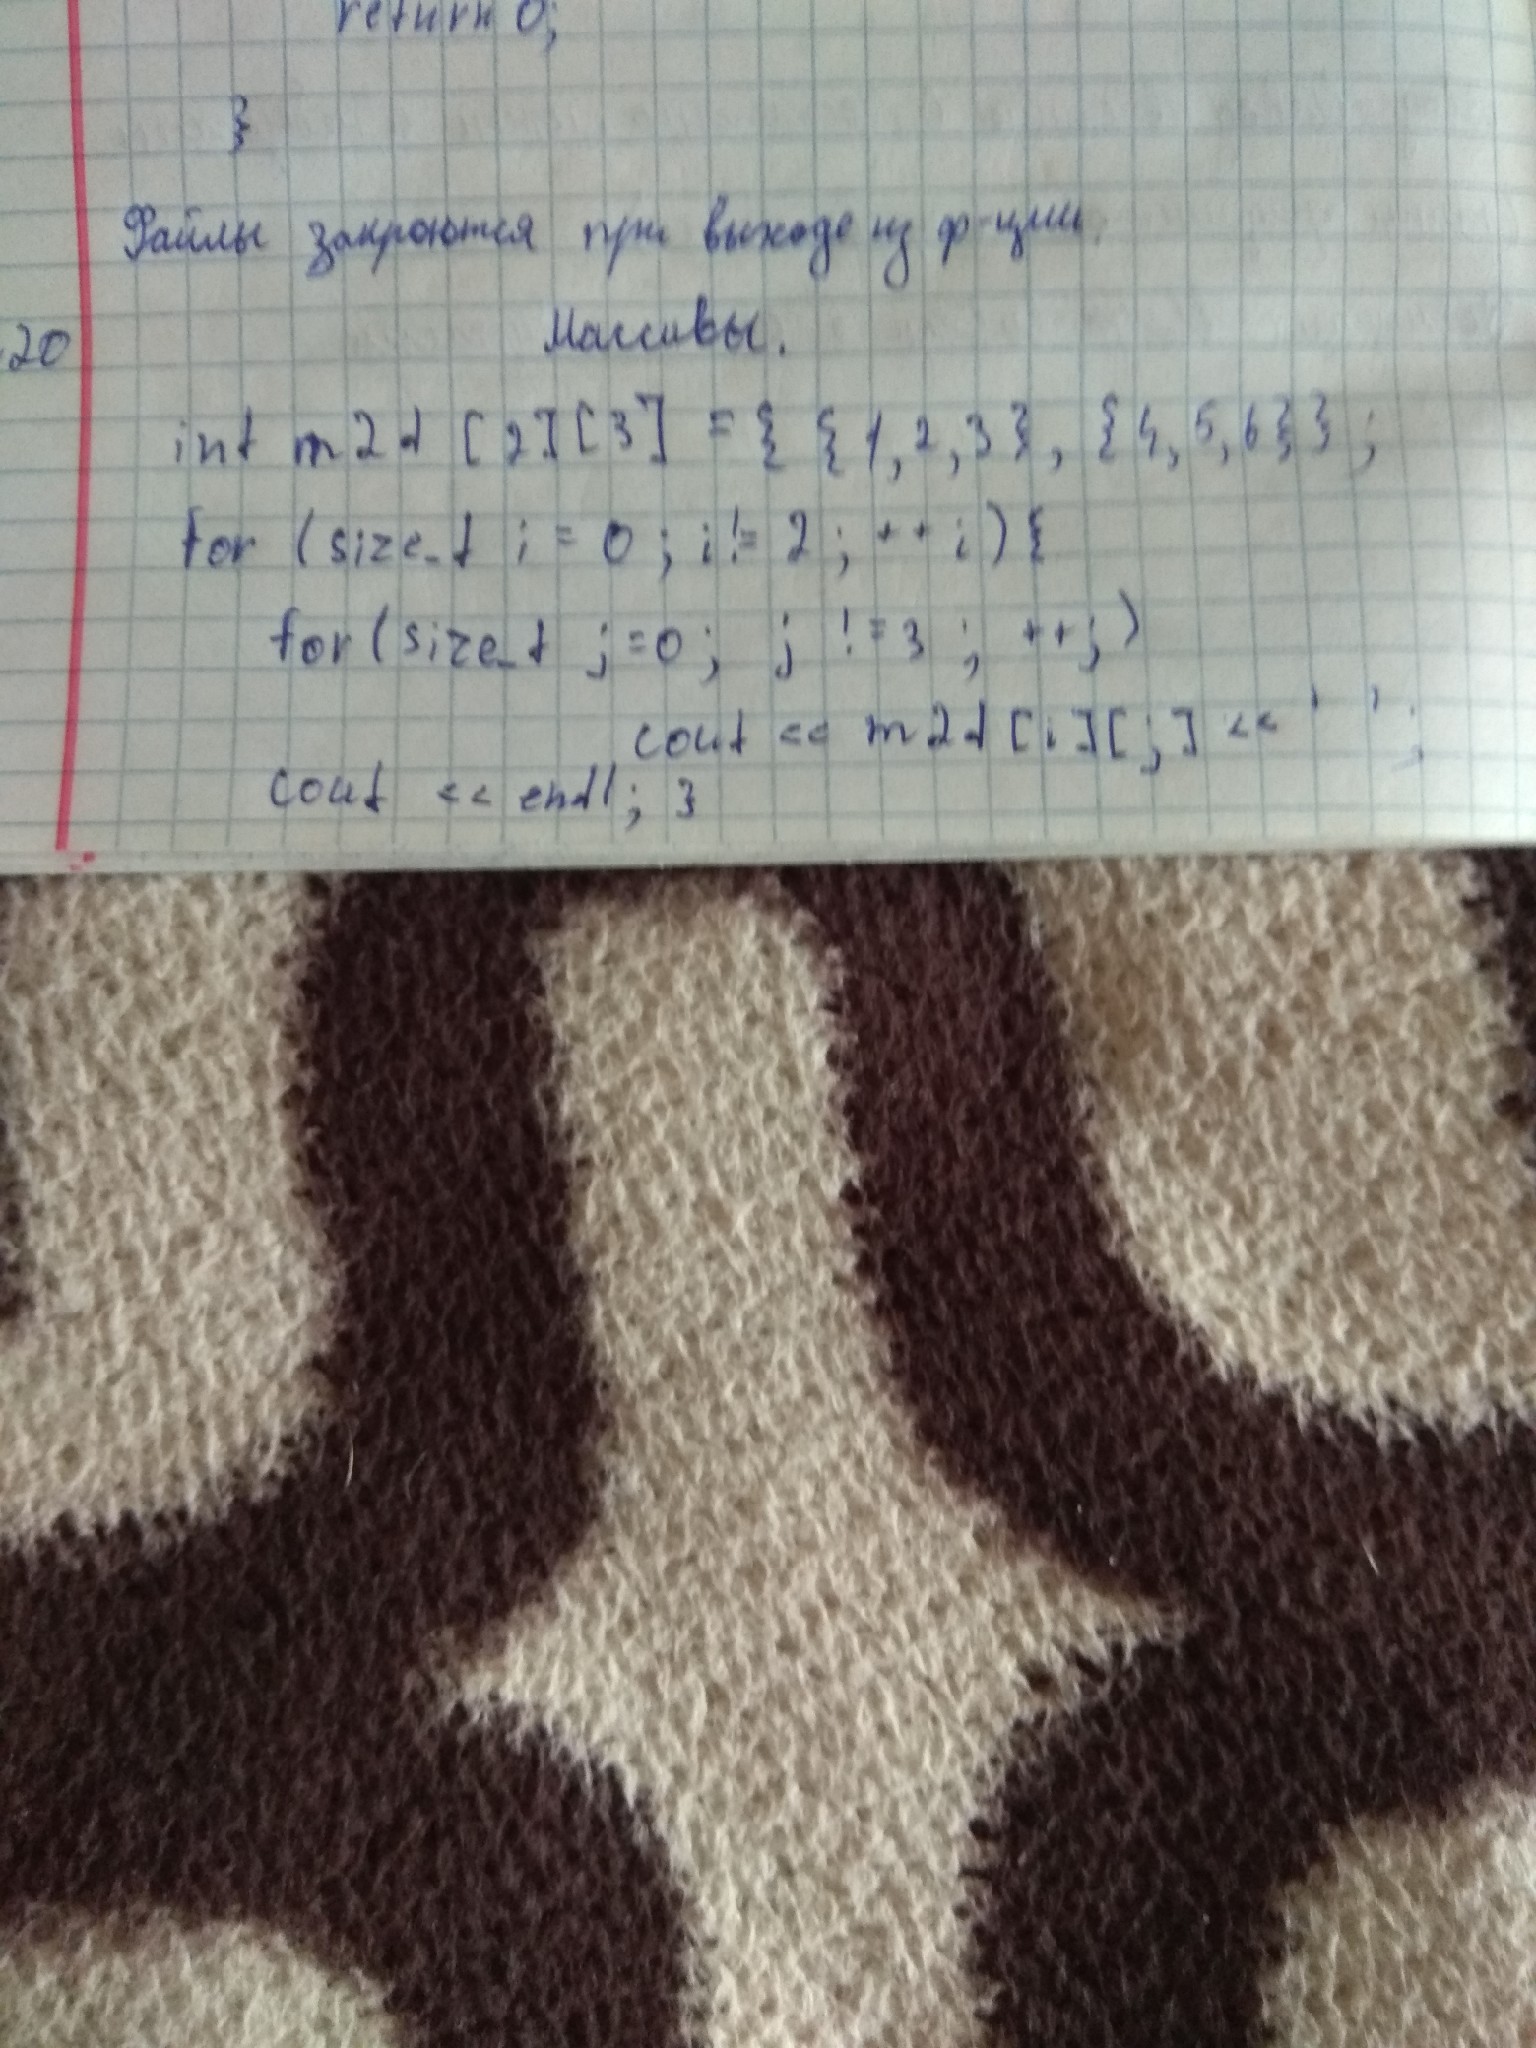 return 0;
}
Файлы закроются при выходе из ф-ции.
20
Массивы.
int m2d [2][3] = { {1,2,3}, {4,5,6}};
for (size_t i = 0; i != 2; ++i){
for(size_t j=0; j !=3; ++j)
cout << m2d[i][j] << ' ';
cout << endl; }